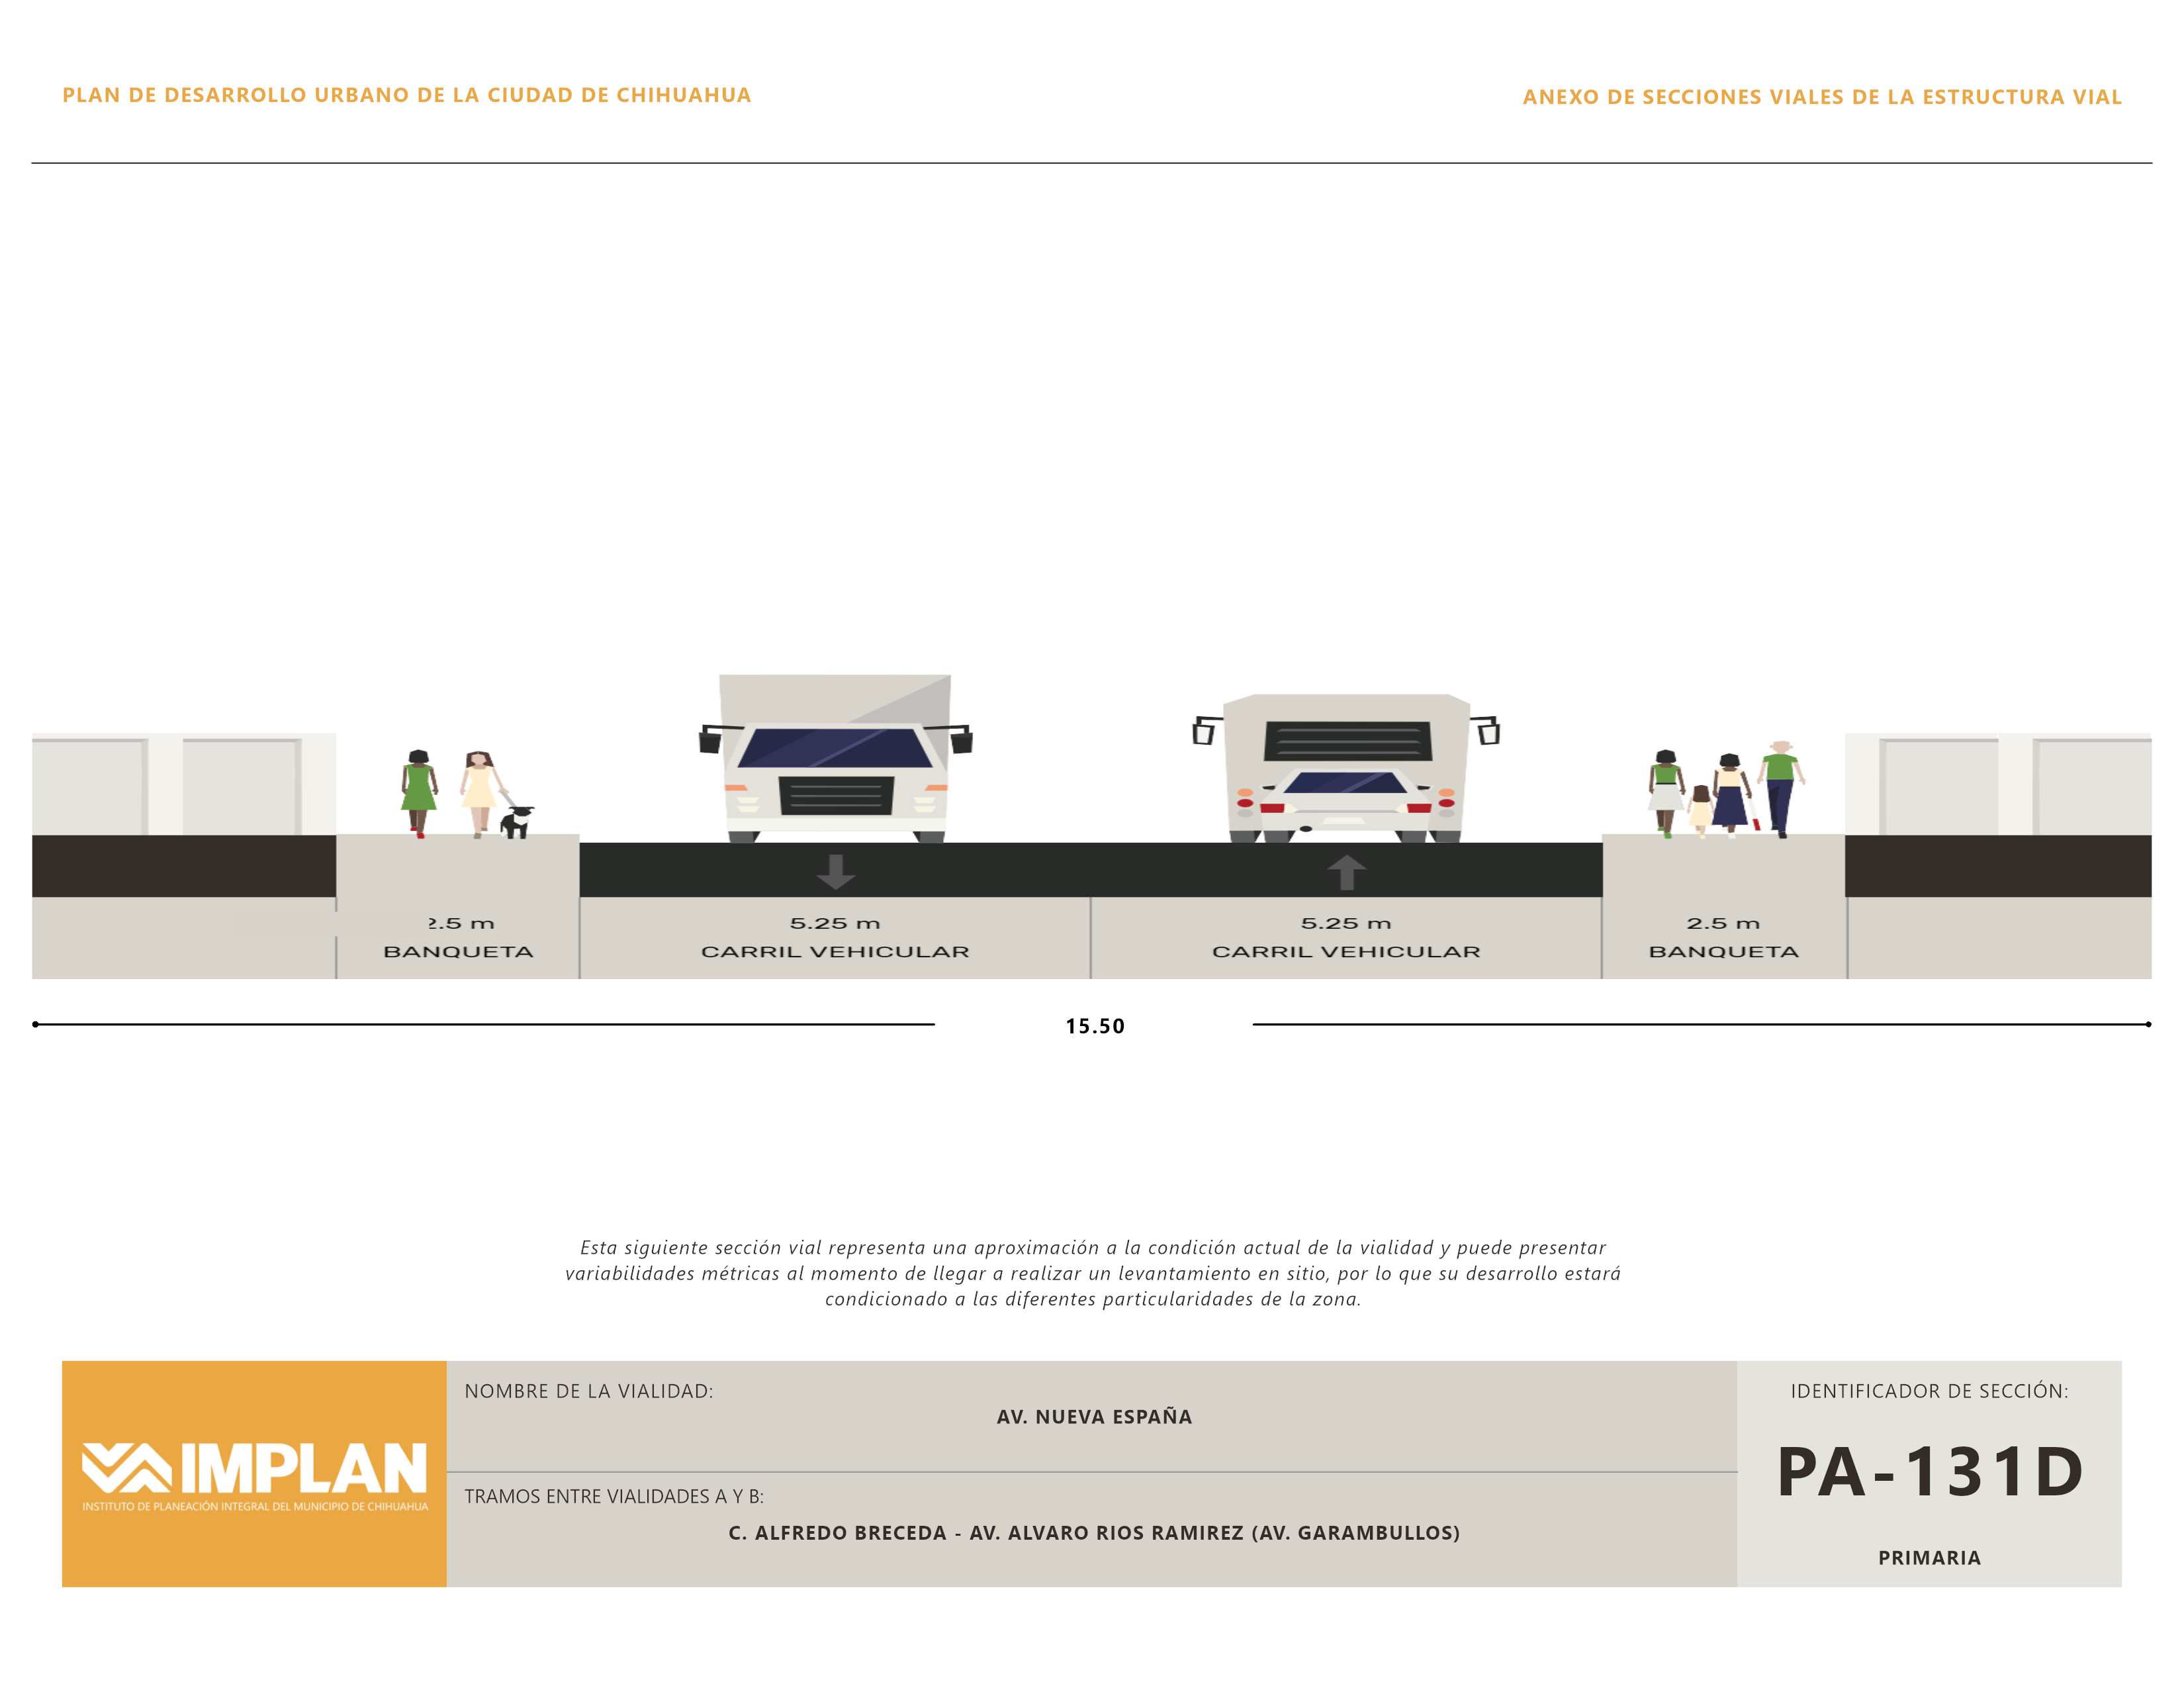 PLAN DE DESARROLLO URBANO DE LA CIUDAD DE CHIHUAHUA
ANEXO DE SECCIONES VIALES DE LA ESTRUCTURA VIAL
2.5 m
BANQUETA
5.25 m
CARRIL VEHICULAR
5.25 m
CARRIL VEHICULAR
2.5 m
BANQUETA
15.50
Esta siguiente sección vial representa una aproximación a la condición actual de la vialidad y puede presentar
variabilidades métricas al momento de llegar a realizar un levantamiento en sitio, por lo que su desarrollo estará
condicionado a las diferentes particularidades de la zona.
IMPLAN
INSTITUTO DE PLANEACIÓN INTEGRAL DEL MUNICIPIO DE CHIHUAHUA
NOMBRE DE LA VIALIDAD:
AV. NUEVA ESPAÑA
TRAMOS ENTRE VIALIDADES A Y B:
C. ALFREDO BRECEDA - AV. ALVARO RIOS RAMIREZ (AV. GARAMBULLOS)
IDENTIFICADOR DE SECCIÓN:
PA-131D
PRIMARIA